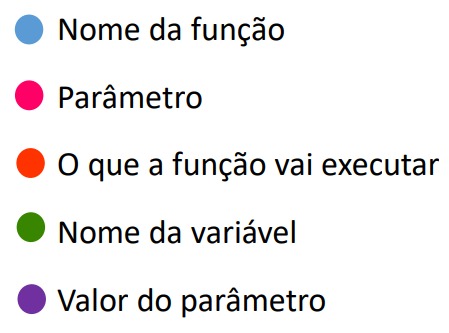 Nome da função
Parâmetro
O que a função vai executar
Nome da variável
Valor do parâmetro